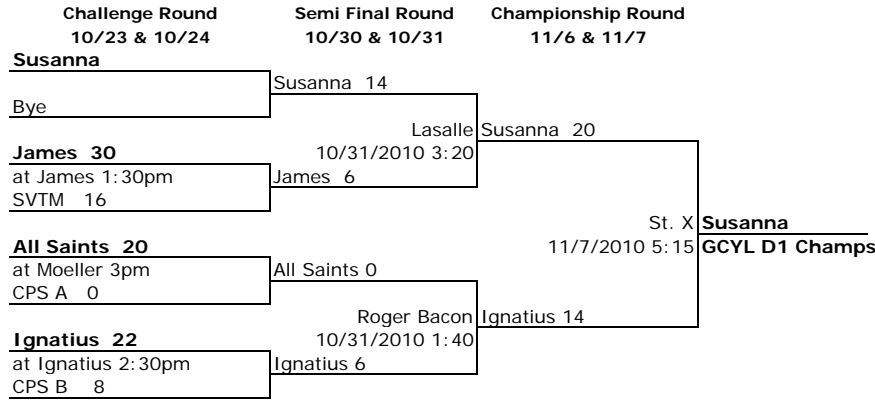 Challenge Round Semi Final Round Championship Round
10/23 & 10/24 10/30 & 10/31 11/6 & 11/7
Susanna
Susanna 14
Bye
Lasalle Susanna 20
James 30 10/31/2010 3:20
at James 1:30pm James 6
SVTM 16
St. X Susanna
All Saints 20 11/7/2010 5:15 GCYL D1 Champs
at Moeller 3pm All Saints 0
CPS A 0
Roger Bacon Ignatius 14
Ignatius 22 10/31/2010 1:40
at Ignatius 2:30pm Ignatius 6
CPS B 8